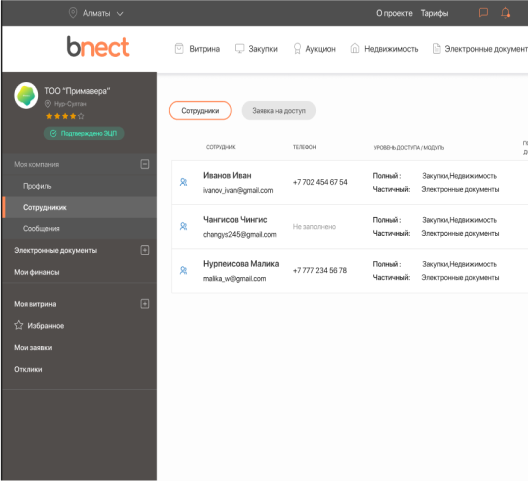 Алматы
О проекте Тарифы
bnect
Витрина Закупки Аукцион Недвижимость Электронные документ
ТОО "Примавера"
Нур-Султан
Подтверждено ЭЦП
Моя компания
Профиль
Сотрудникик
Сообщения
Электронные документы
Мои финансы
Моя витрина
Избранное
Мои заявки
Отклики
Сотрудники Заявка на доступ
СОТРУДНИК ТЕЛЕФОН УРОВЕНЬ ДОСТУПА / МОДУЛЬ
Иванов Иван
ivanov_ivan@gmail.com
+7 702 454 67 54
Полный : Закупки,Недвижимость
Частичный: Электронные документы
Чангисов Чингис
changys245@gmail.com
Не заполнено
Полный : Закупки,Недвижимость
Частичный: Электронные документы
Нурпеисова Малика
malika_w@gmail.com
+7 777 234 56 78
Полный : Закупки,Недвижимость
Частичный: Электронные документы